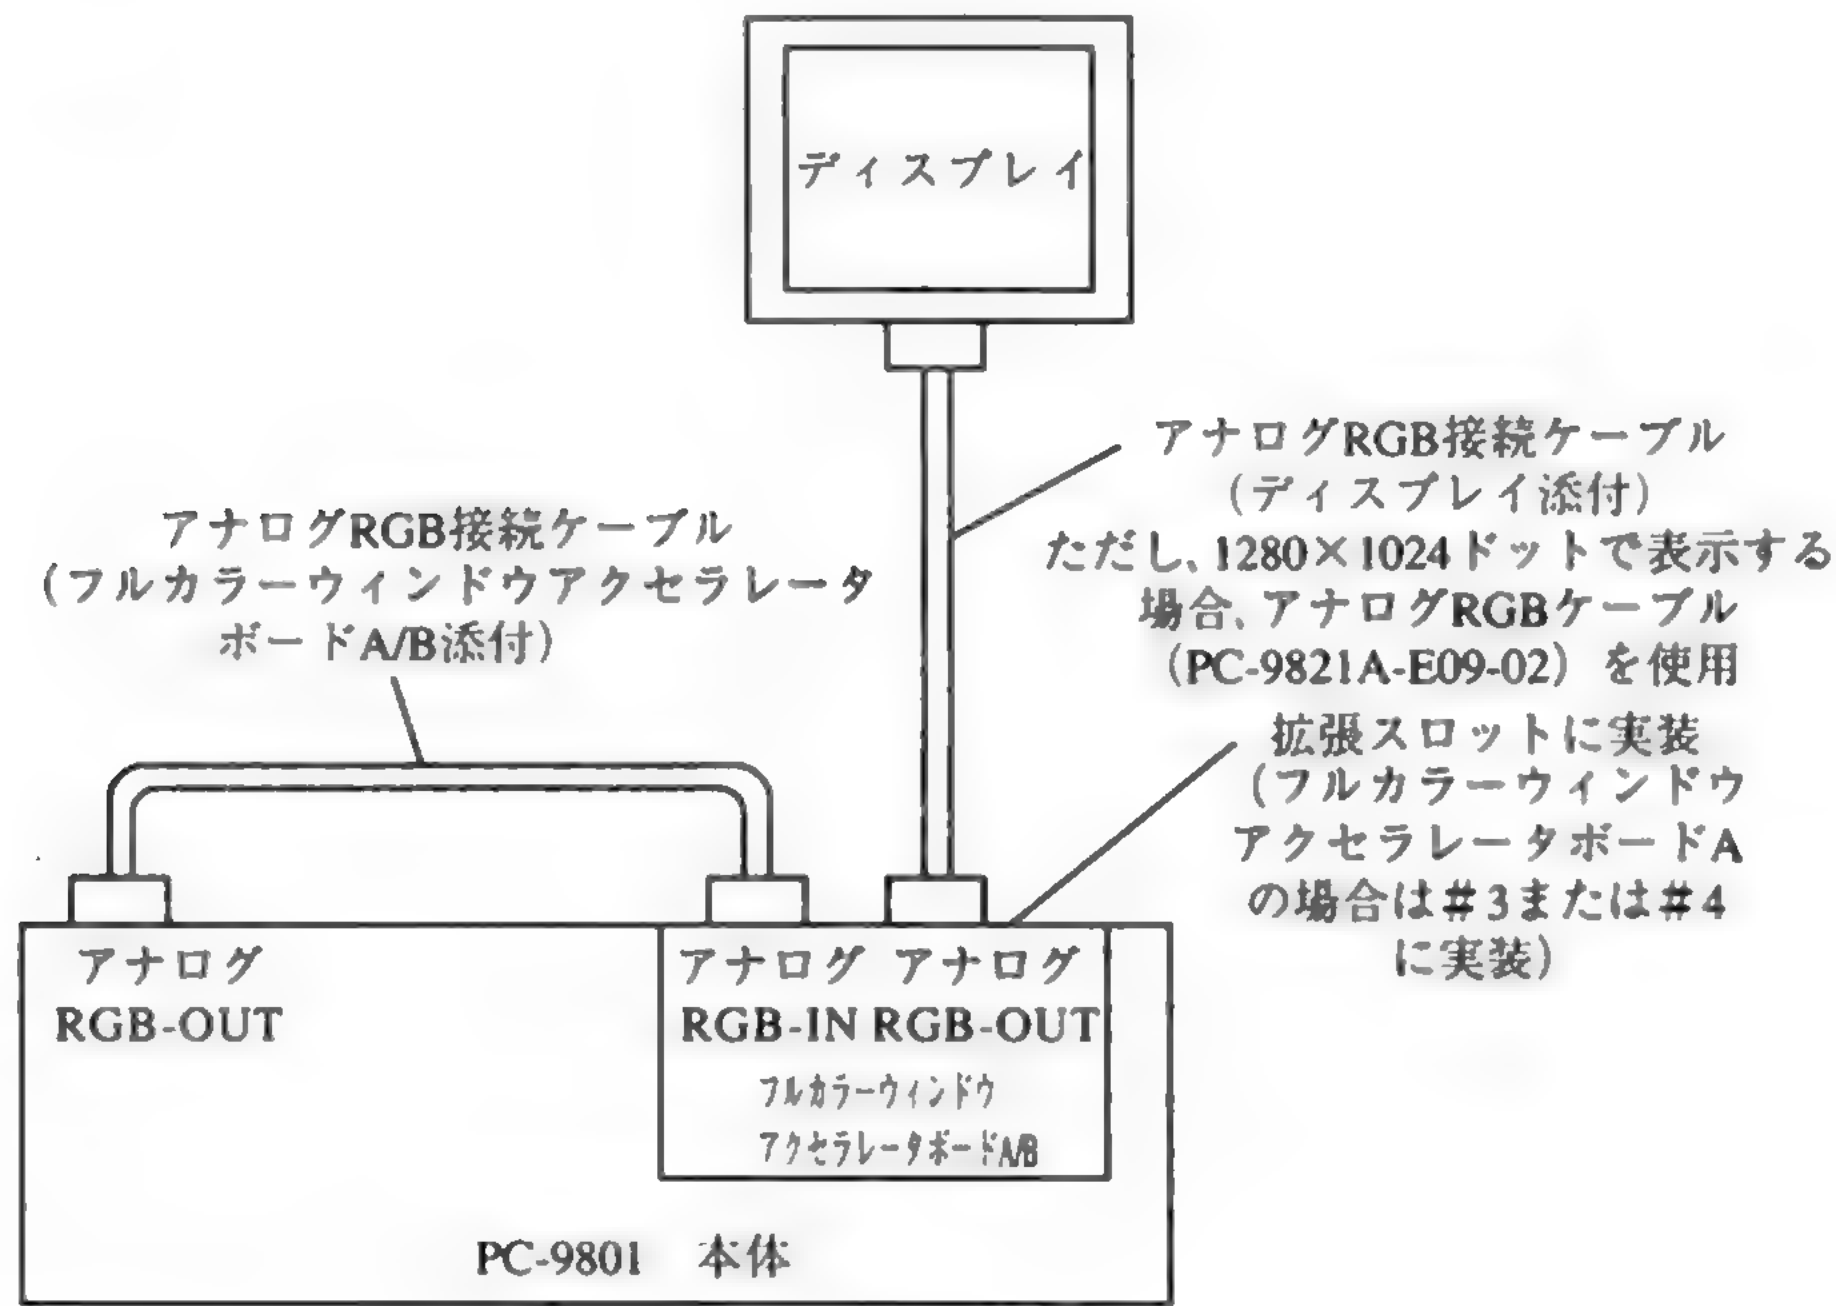 ディスプレイ
アナログRGB接続ケーブル
(ディスプレイ添付)
ただし、1280×1024ドットで表示する
場合、アナログRGBケーブル
(PC-9821A-E09-02)を使用
アナログRGB接続ケーブル
(フルカラーウィンドウアクセラレータ
ボードA/B添付)
拡張スロットに実装
(フルカラーウィンドウ
アクセラレータボードA
の場合は#3または#4
に実装)
アナログ
RGB-OUT
アナログ
RGB-IN
アナログ
RGB-OUT
フルカラーウィンドウ
アクセラレータボードA/B
PC-9801 本体